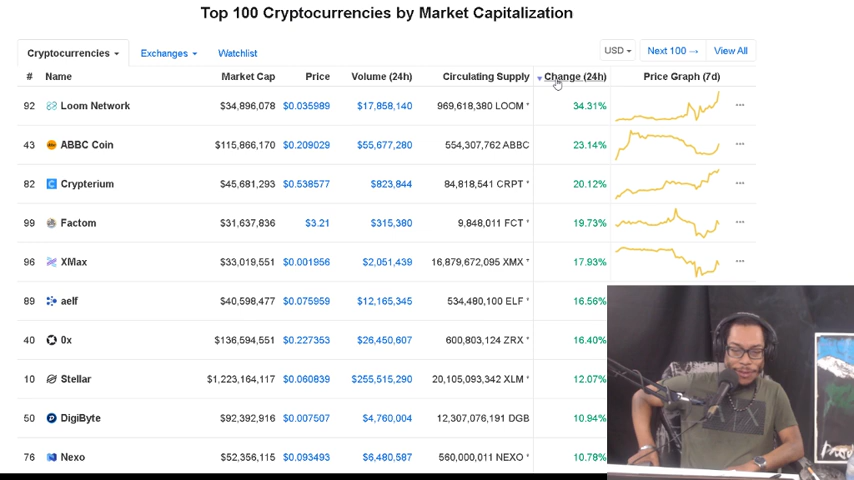 Top 100 Cryptocurrencies by Market Capitalization
Cryptocurrencies Exchanges Watchlist USD Next 100 → View All
# Name Market Cap Price Volume (24h) Circulating Supply Change (24h) Price Graph (7d)
92 Loom Network $34,896,078 $0.035989 $17,858,140 969,618,380 LOOM * 34.31%
43 ABBC Coin $115,866,170 $0.209029 $55,677,280 554,307,762 ABBC 23.14%
82 Crypterium $45,681,293 $0.538577 $823,844 84,818,541 CRPT * 20.12%
99 Factom $31,637,836 $3.21 $315,380 9,848,011 FCT * 19.73%
96 XMax $33,019,551 $0.001956 $2,051,439 16,879,672,095 XMX * 17.93%
89 aelf $40,598,477 $0.075959 $12,165,345 534,480,100 ELF * 16.56%
40 0x $136,594,551 $0.227353 $26,450,607 600,803,124 ZRX * 16.40%
10 Stellar $1,223,164,117 $0.060839 $255,515,290 20,105,093,342 XLM * 12.07%
50 DigiByte $92,392,916 $0.007507 $4,760,004 12,307,076,191 DGB 10.94%
76 Nexo $52,356,115 $0.093493 $6,480,587 560,000,011 NEXO * 10.78%